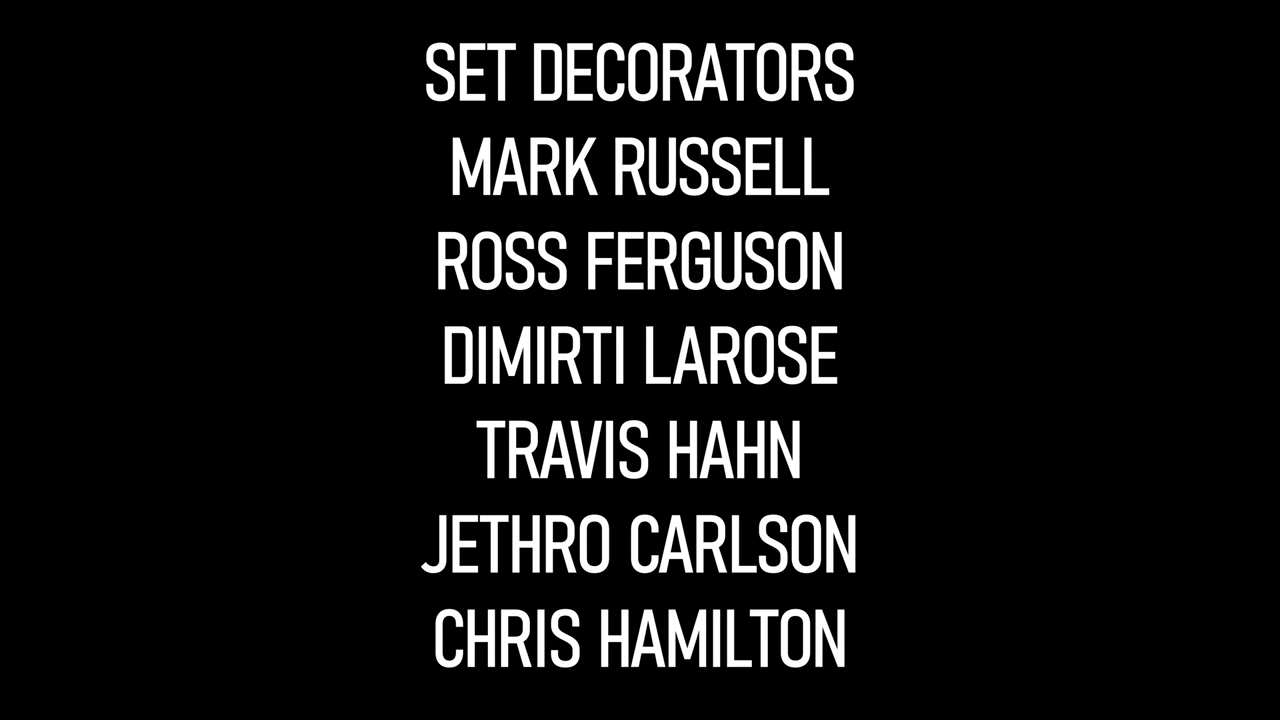 SET DECORATORS
MARK RUSSELL
ROSS FERGUSON
DIMIRTI LAROSE
TRAVIS HAHN
JETHRO CARLSON
CHRIS HAMILTON